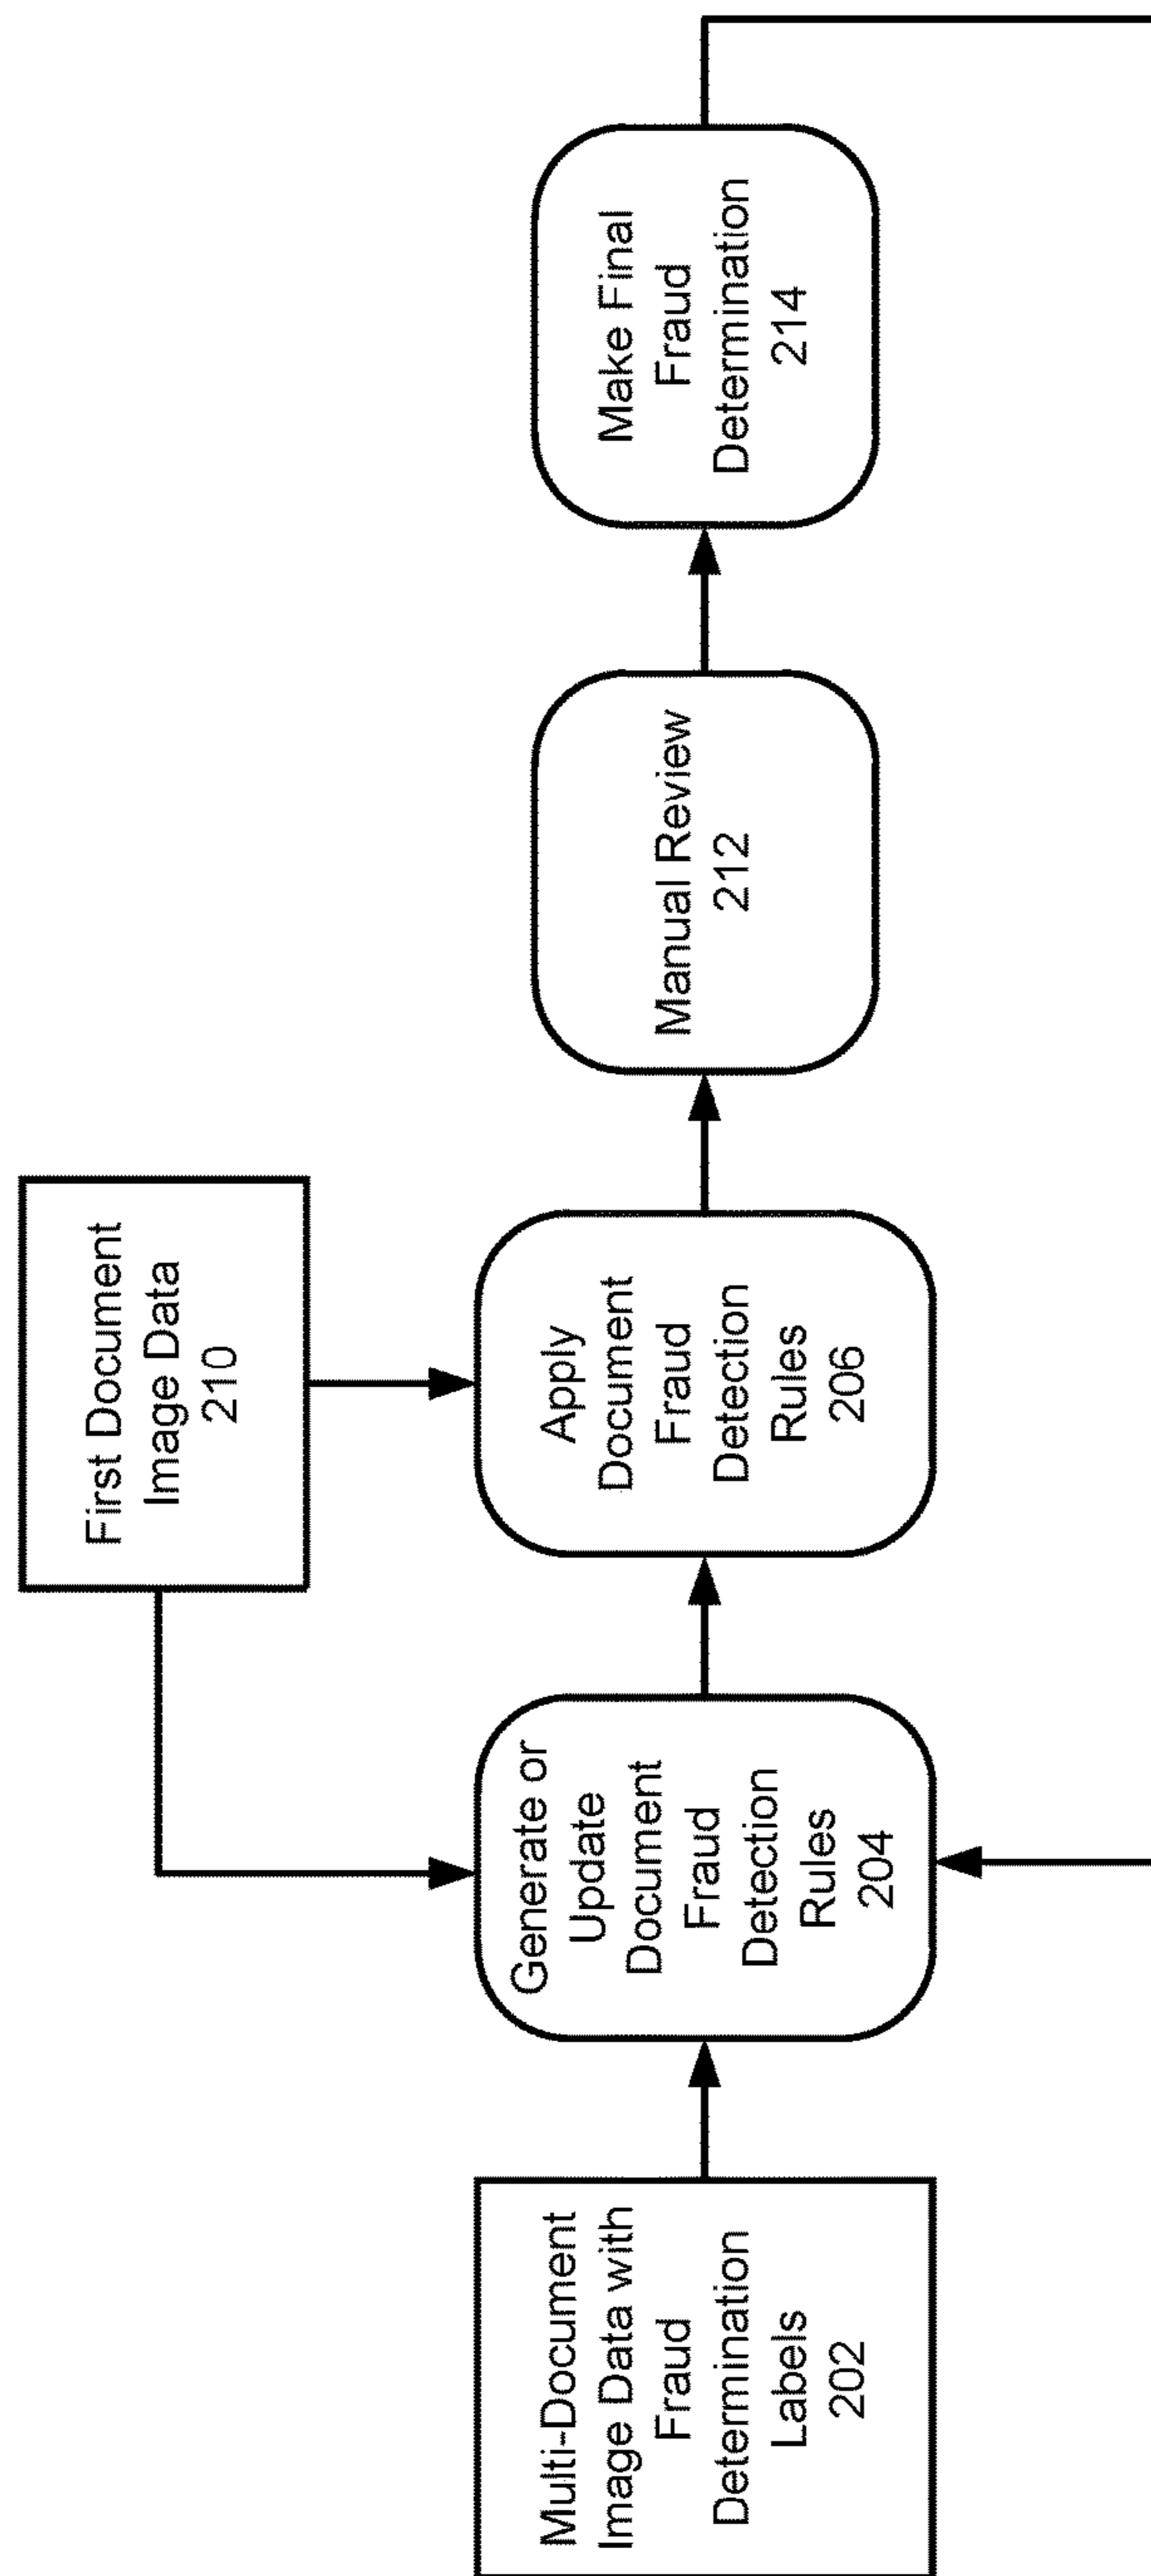 First Document
Image Data
210
Multi-Document
Image Data with
Fraud
Determination
Labels
202
Generate or
Update
Document
Fraud
Detection
Rules
204
Apply
Document
Fraud
Detection
Rules
206
Manual Review
212
Make Final
Fraud
Determination
214